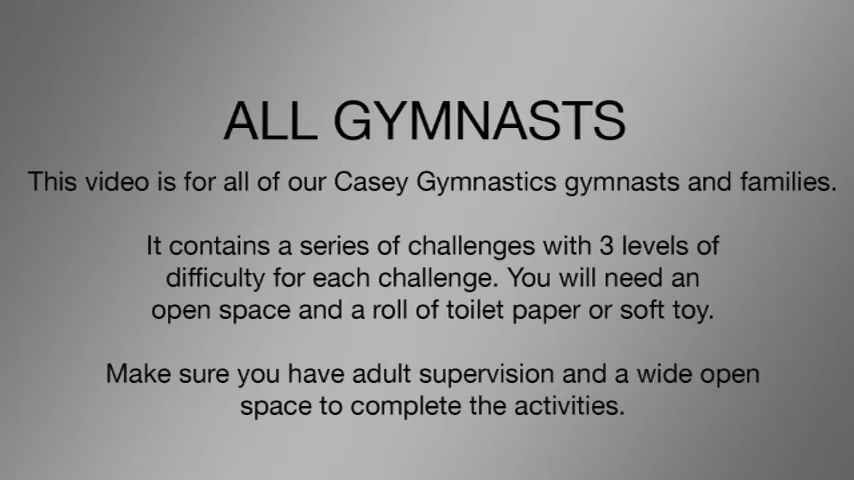 ALL GYMNASTS
This video is for all of our Casey Gymnastics gymnasts and families.
It contains a series of challenges with 3 levels of
difficulty for each challenge. You will need an
open space and a roll of toilet paper or soft toy.
Make sure you have adult supervision and a wide open
space to complete the activities.